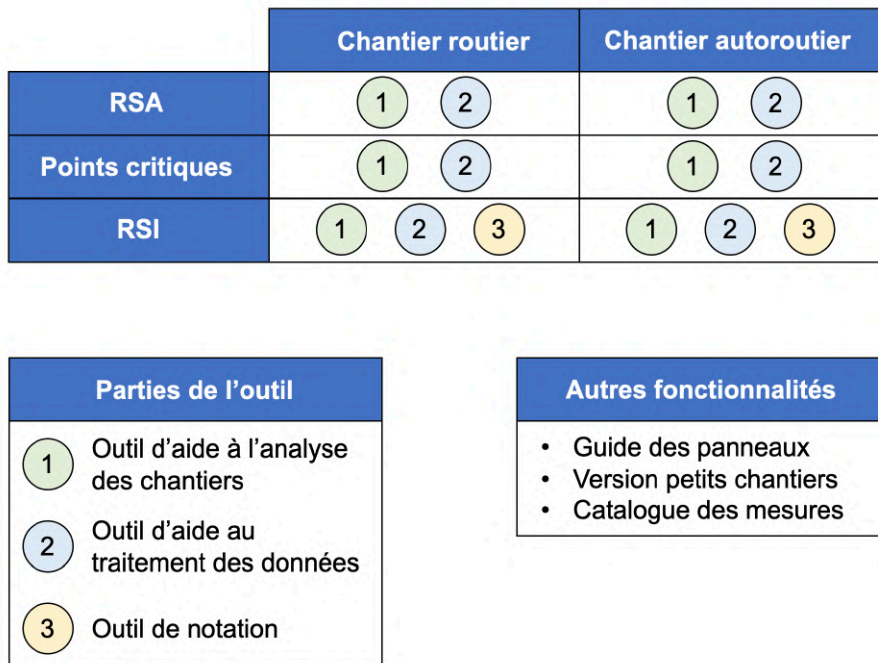 Chantier routier Chantier autoroutier
RSA 1 2 1 2
Points critiques 1 2 1 2
RSI 1 2 3 1 2 3
Parties de l'outil
1 Outil d'aide à l'analyse
des chantiers
2 Outil d'aide au
traitement des données
3 Outil de notation
Autres fonctionnalités
• Guide des panneaux
• Version petits chantiers
• Catalogue des mesures